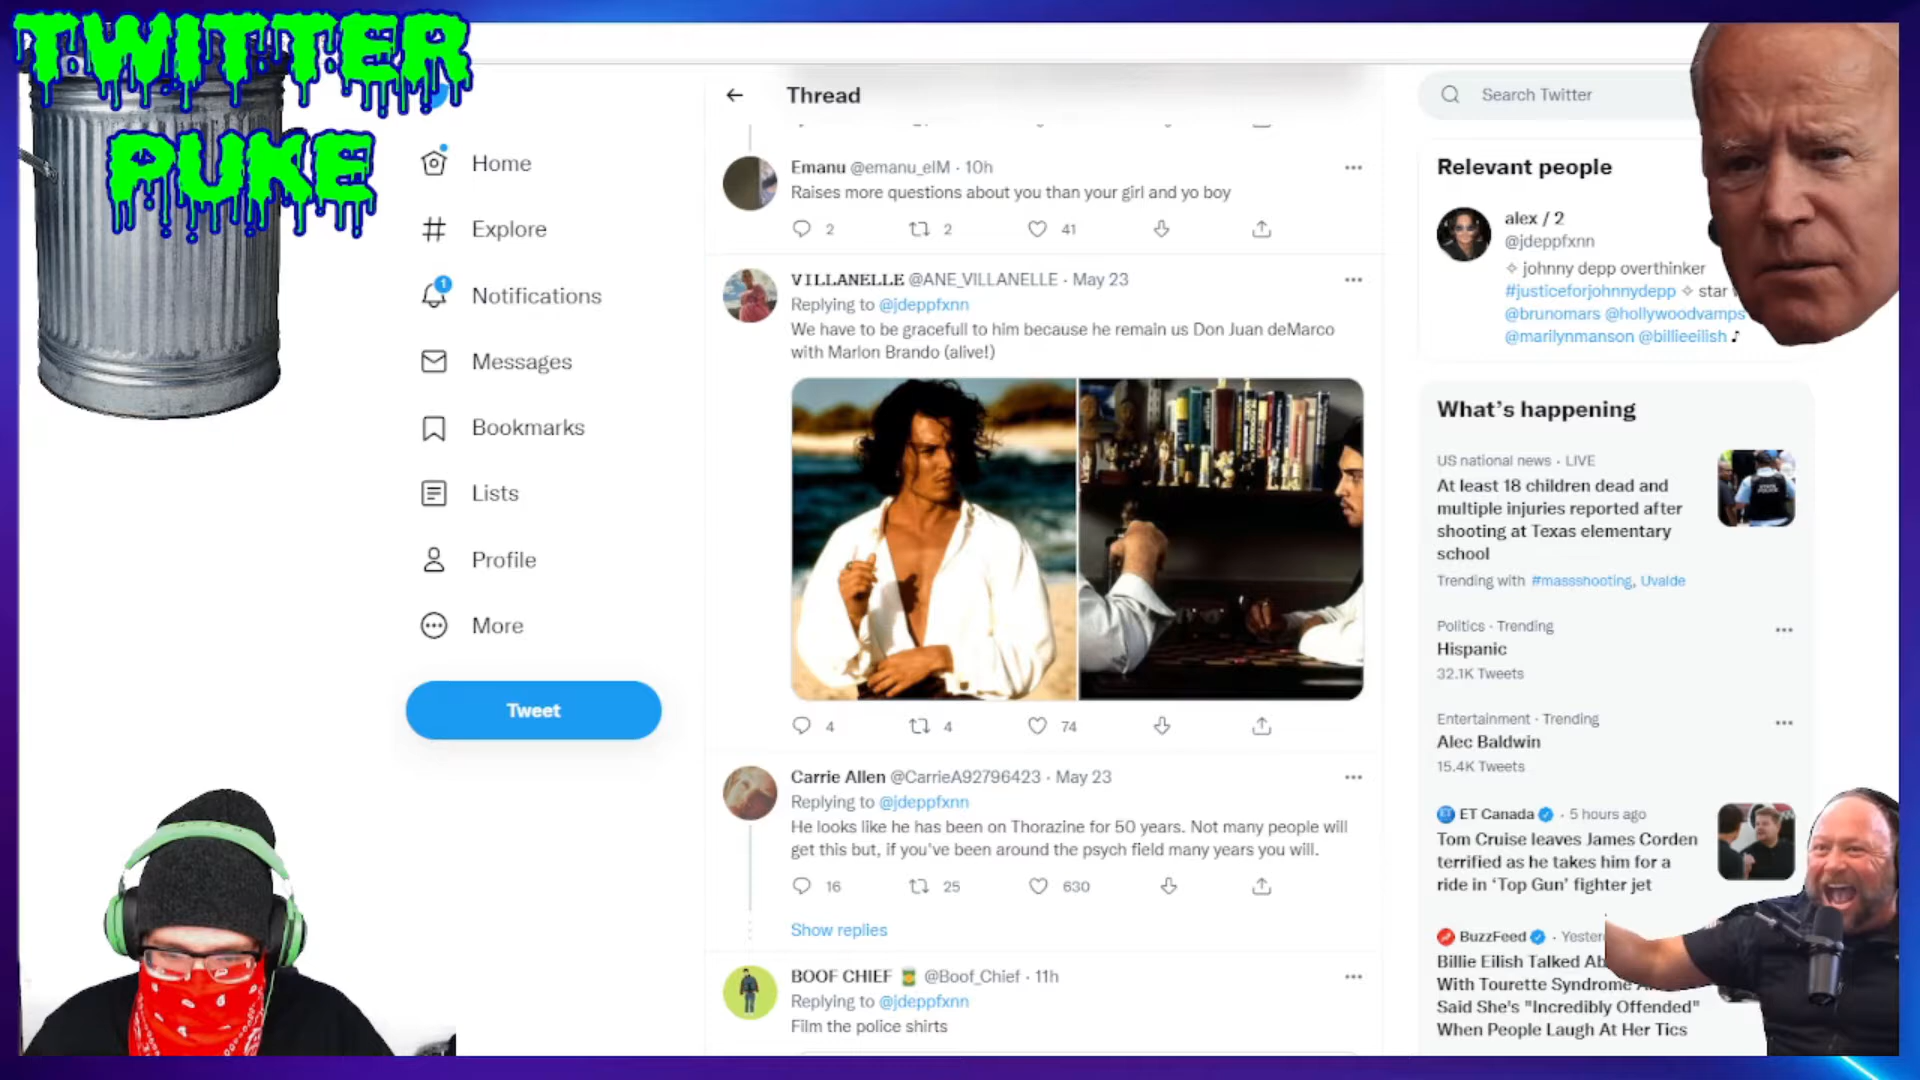 TWITTER
PUKE
Home
Explore
1
Notifications
Messages
Bookmarks
Lists
Profile
More
Tweet
Thread
Emanu @emanu_elM · 10h
Raises more questions about you than your girl and yo boy
2 2 41
VILLANELLE @ANE_VILLANELLE · May 23
Replying to @jdeppfxnn
We have to be gracefull to him because he remain us Don Juan deMarco
with Marlon Brando (alive!)
4 4 74
Carrie Allen @CarrieA92796423 · May 23
Replying to @jdeppfxnn
He looks like he has been on Thorazine for 50 years. Not many people will
get this but, if you've been around the psych field many years you will.
16 25 630
Show replies
BOOF CHIEF @Boof_Chief · 11h
Replying to @jdeppfxnn
Film the police shirts
Search Twitter
Relevant people
alex / 2
@jdeppfxnn
✧ johnny depp overthinker
#justiceforjohnnydepp ✧ star
@brunomars @hollywoodvamps
@marilynmanson @billieeilish ♪
What's happening
US national news · LIVE
At least 18 children dead and
multiple injuries reported after
shooting at Texas elementary
school
Trending with #massshooting, Uvalde
Politics · Trending
Hispanic
32.1K Tweets
Entertainment · Trending
Alec Baldwin
15.4K Tweets
ET Canada · 5 hours ago
Tom Cruise leaves James Corden
terrified as he takes him for a
ride in 'Top Gun' fighter jet
BuzzFeed · Yester
Billie Eilish Talked Ab
With Tourette Syndrome
Said She's "Incredibly Offended"
When People Laugh At Her Tics